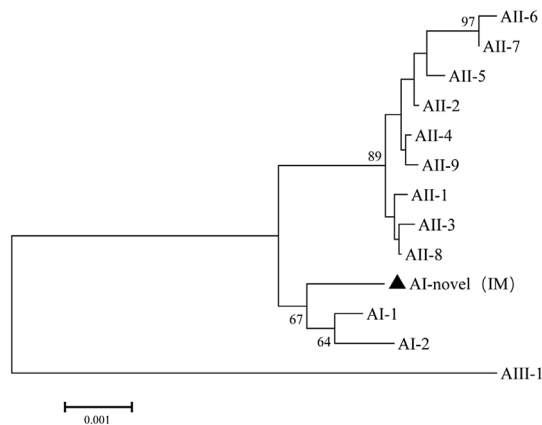 97
AII-6
AII-7
AII-5
AII-2
AII-4
89
AII-9
AII-1
AII-3
AII-8
▲ AI-novel（IM）
67
AI-1
64
AI-2
AIII-1
0.001